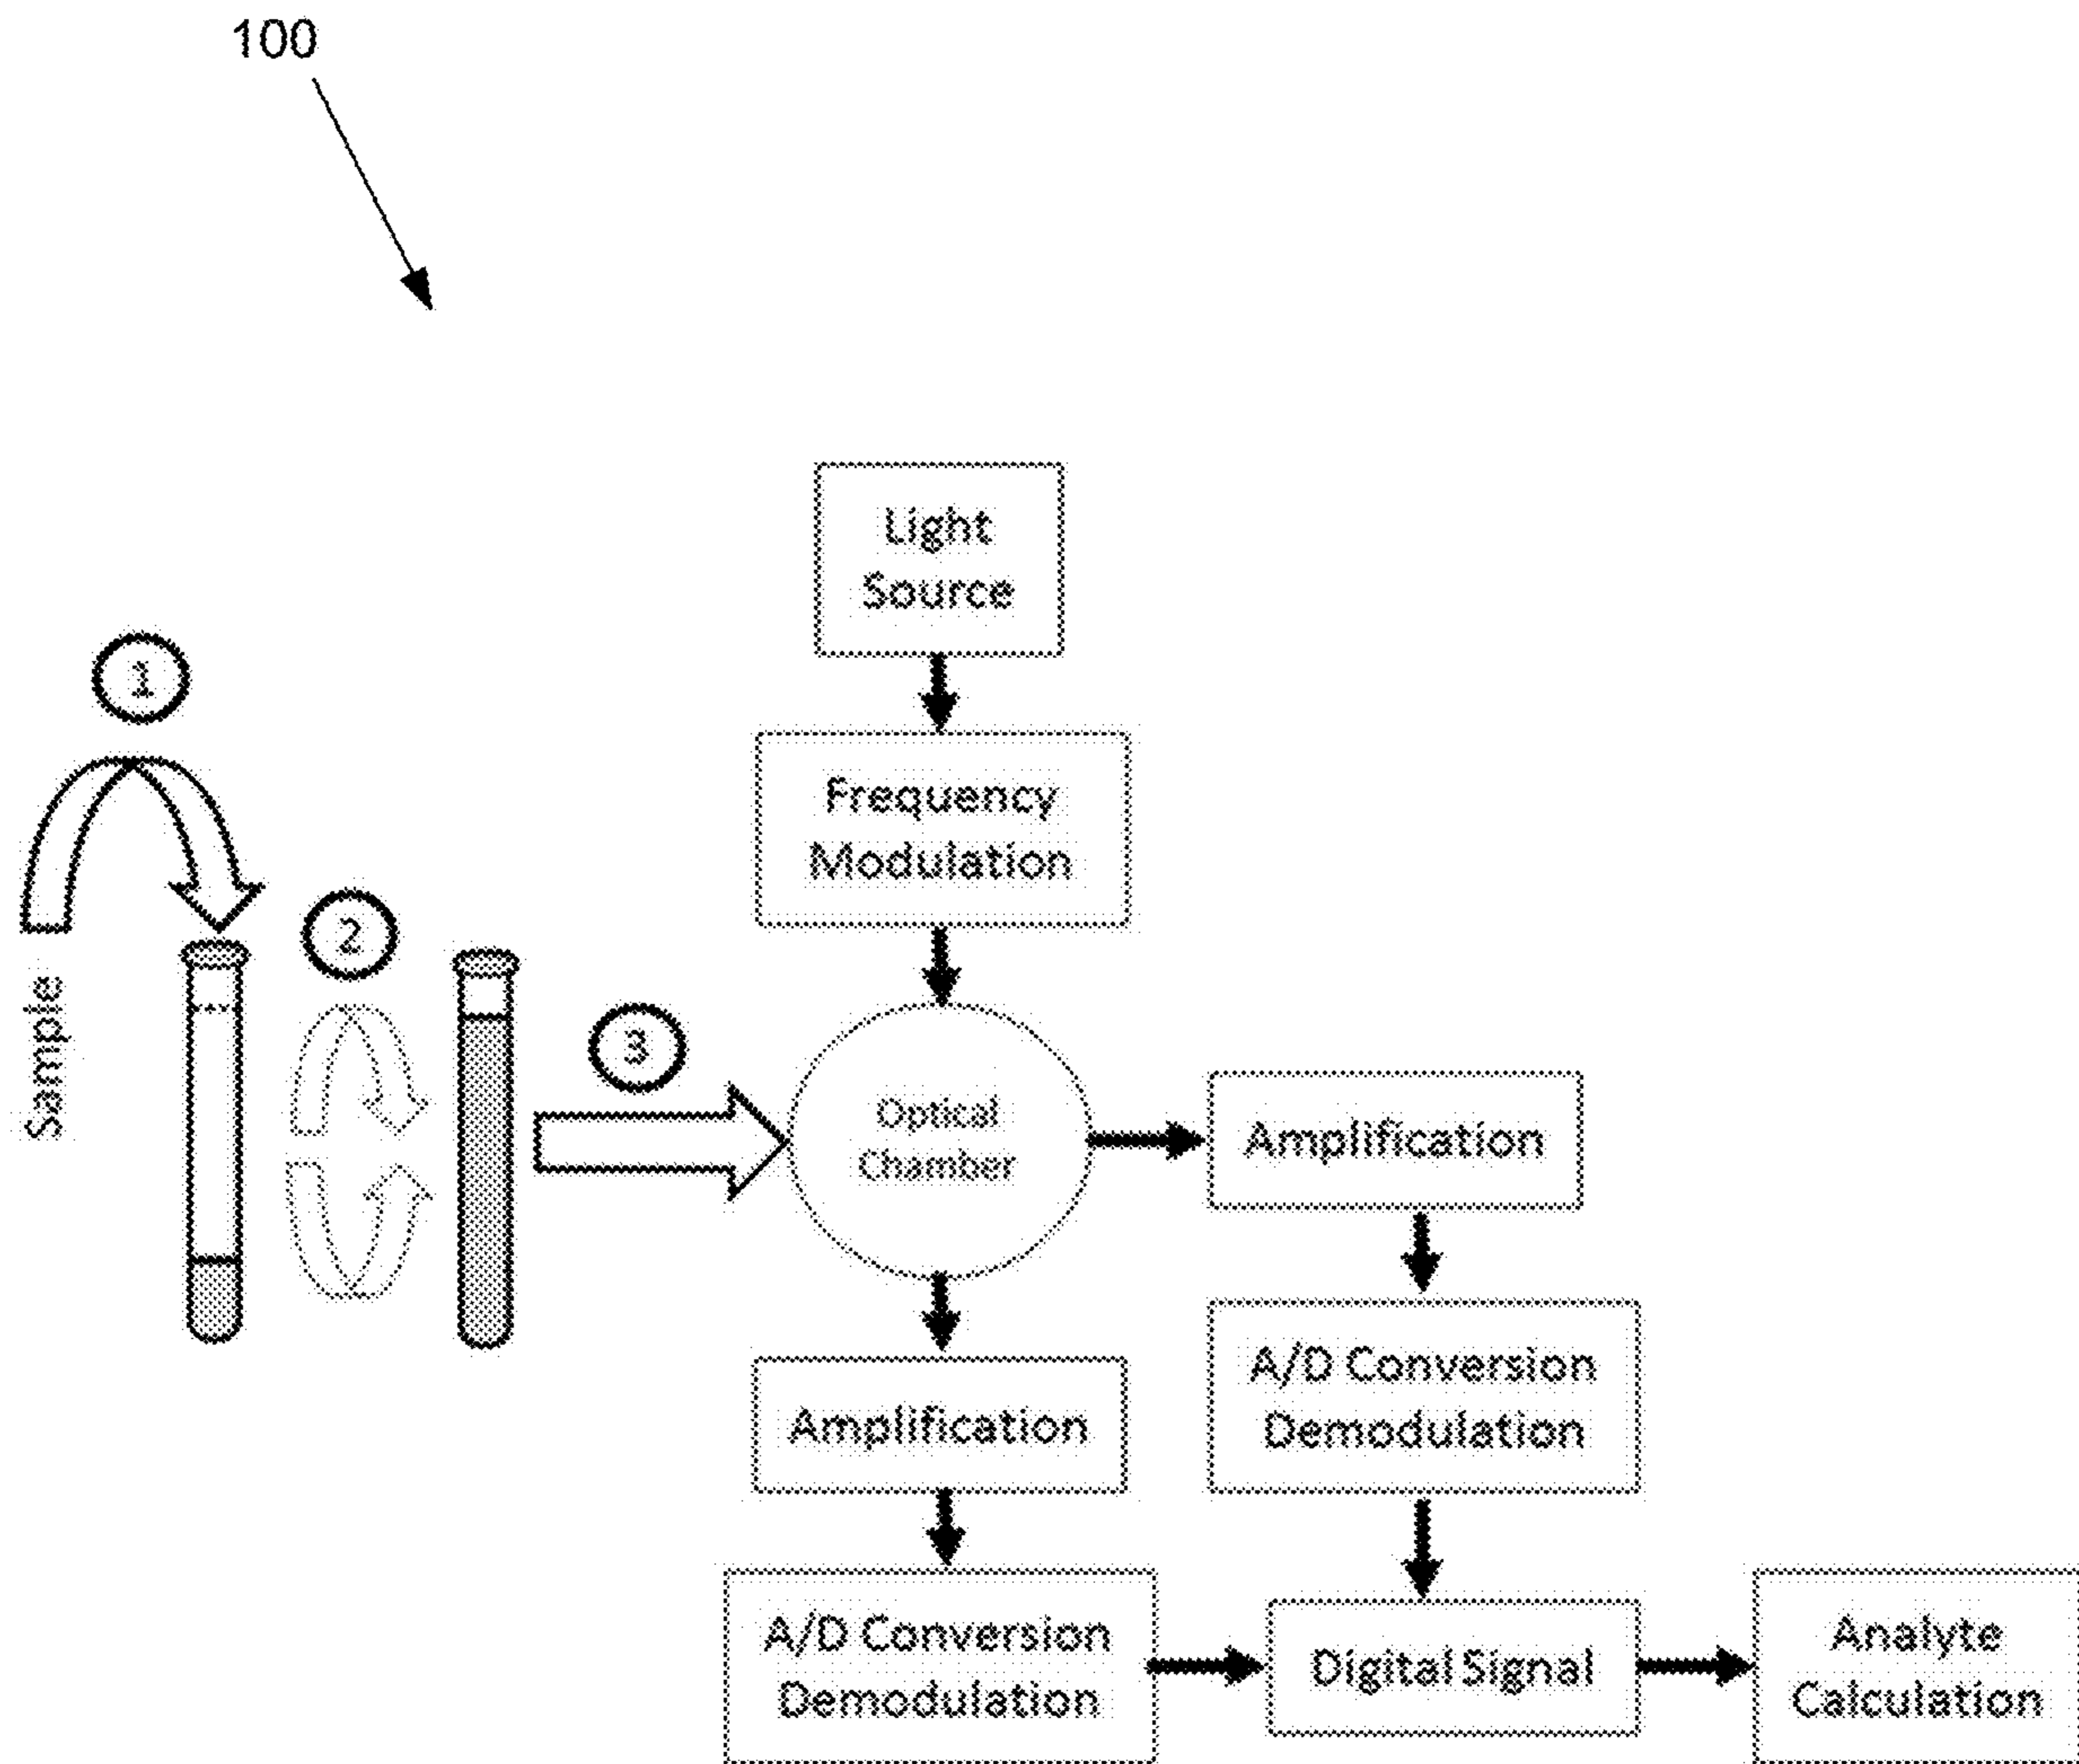 100
Light
Source
1
Frequency
Modulation
2
Sample
3
Optical
Chamber
Amplification
A/D Conversion
Demodulation
Amplification
A/D Conversion
Demodulation
Digital Signal
Analyte
Calculation